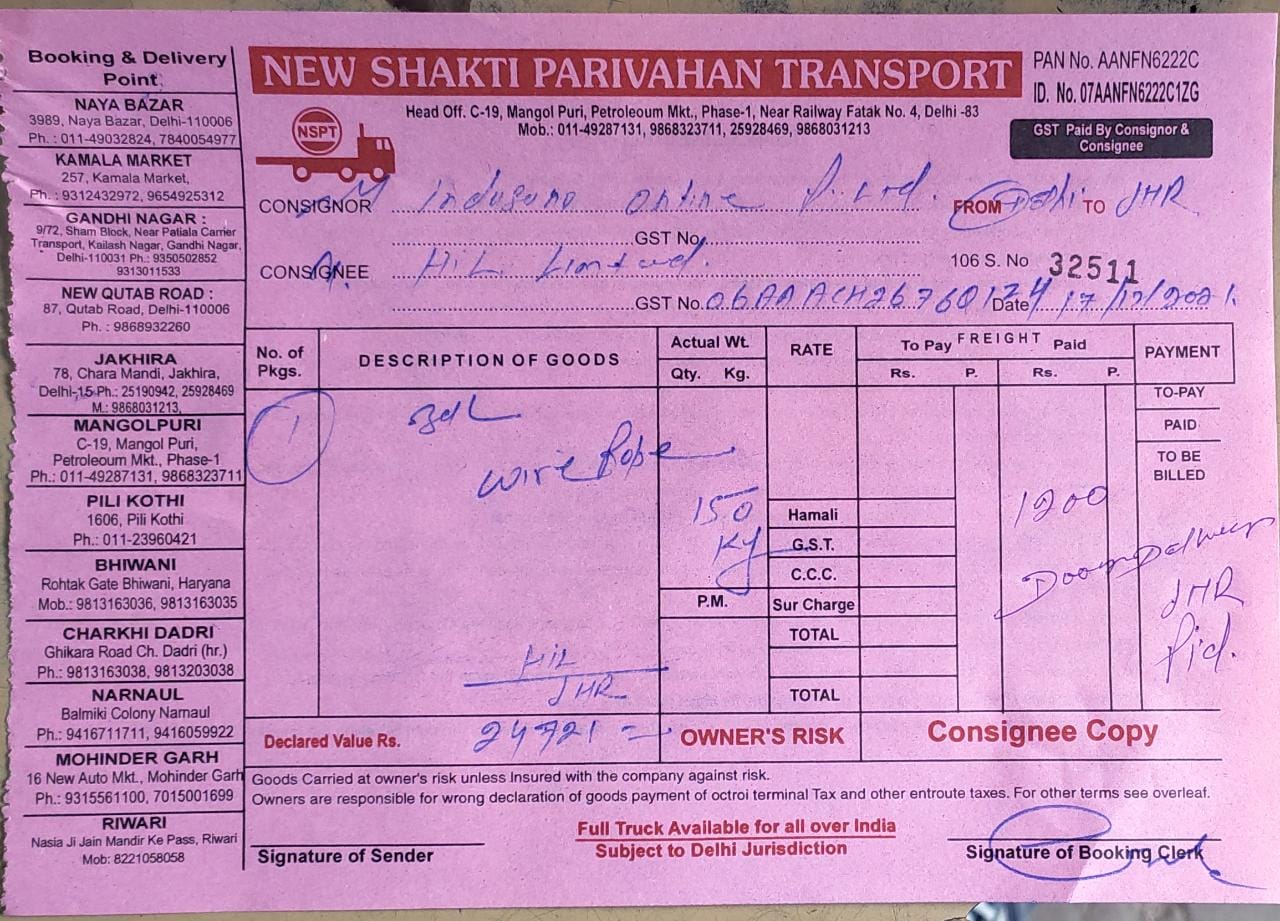 Booking & Delivery
Point
NAYA BAZAR
3989, Naya Bazar, Delhi-110006
Ph. : 011-49032824, 7840054977
KAMALA MARKET
257, Kamala Market,
Ph. : 9312432972, 9654925312
GANDHI NAGAR :
9/72, Sham Block, Near Patiala Carrier
Transport, Kailash Nagar, Gandhi Nagar,
Delhi-110031 Ph.: 9350502852
9313011533
NEW QUTAB ROAD :
87, Qutab Road, Delhi-110006
Ph. : 9868932260
JAKHIRA
78, Chara Mandi, Jakhira,
Delhi-15 Ph.: 25190942, 25928469
M.: 9868031213,
MANGOLPURI
C-19, Mangol Puri,
Petroleoum Mkt., Phase-1
Ph.: 011-49287131, 9868323711
PILI KOTHI
1606, Pili Kothi
Ph.: 011-23960421
BHIWANI
Rohtak Gate Bhiwani, Haryana
Mob.: 9813163036, 9813163035
CHARKHI DADRI
Ghikara Road Ch. Dadri (hr.)
Ph.: 9813163038, 9813203038
NARNAUL
Balmiki Colony Narnaul
Ph.: 9416711711, 9416059922
MOHINDER GARH
16 New Auto Mkt., Mohinder Garh
Ph.: 9315561100, 7015001699
RIWARI
Nasia Ji Jain Mandir Ke Pass, Riwari
Mob: 8221058058
NEW SHAKTI PARIVAHAN TRANSPORT
PAN No. AANFN6222C
ID. No. 07AANFN6222C1ZG
NSPT
Head Off. C-19, Mangol Puri, Petroleoum Mkt., Phase-1, Near Railway Fatak No. 4, Delhi -83
Mob.: 011-49287131, 9868323711, 25928469, 9868031213
GST Paid By Consignor &
Consignee
CONSIGNOR Online P. Ltd. FROM Delhi TO JHR
GST No.
CONSIGNEE HiL Limited. 106 S. No 32511
GST No. Date 17/12/2021.
No. of Pkgs. DESCRIPTION OF GOODS Actual Wt. Qty. Kg. RATE FREIGHT To Pay Rs. P. Paid Rs. P. PAYMENT
TO-PAY
PAID
TO BE
BILLED
1
wire Rope
150
Kg
1200
Hamali
G.S.T.
C.C.C.
P.M. Sur Charge
TOTAL
TOTAL
Door Delivery
JHR
Pid.
HiL
JHR
Declared Value Rs. 24721 = OWNER'S RISK Consignee Copy
Goods Carried at owner's risk unless Insured with the company against risk.
Owners are responsible for wrong declaration of goods payment of octroi terminal Tax and other entroute taxes. For other terms see overleaf.
Full Truck Available for all over India
Subject to Delhi Jurisdiction
Signature of Sender
Signature of Booking Clerk